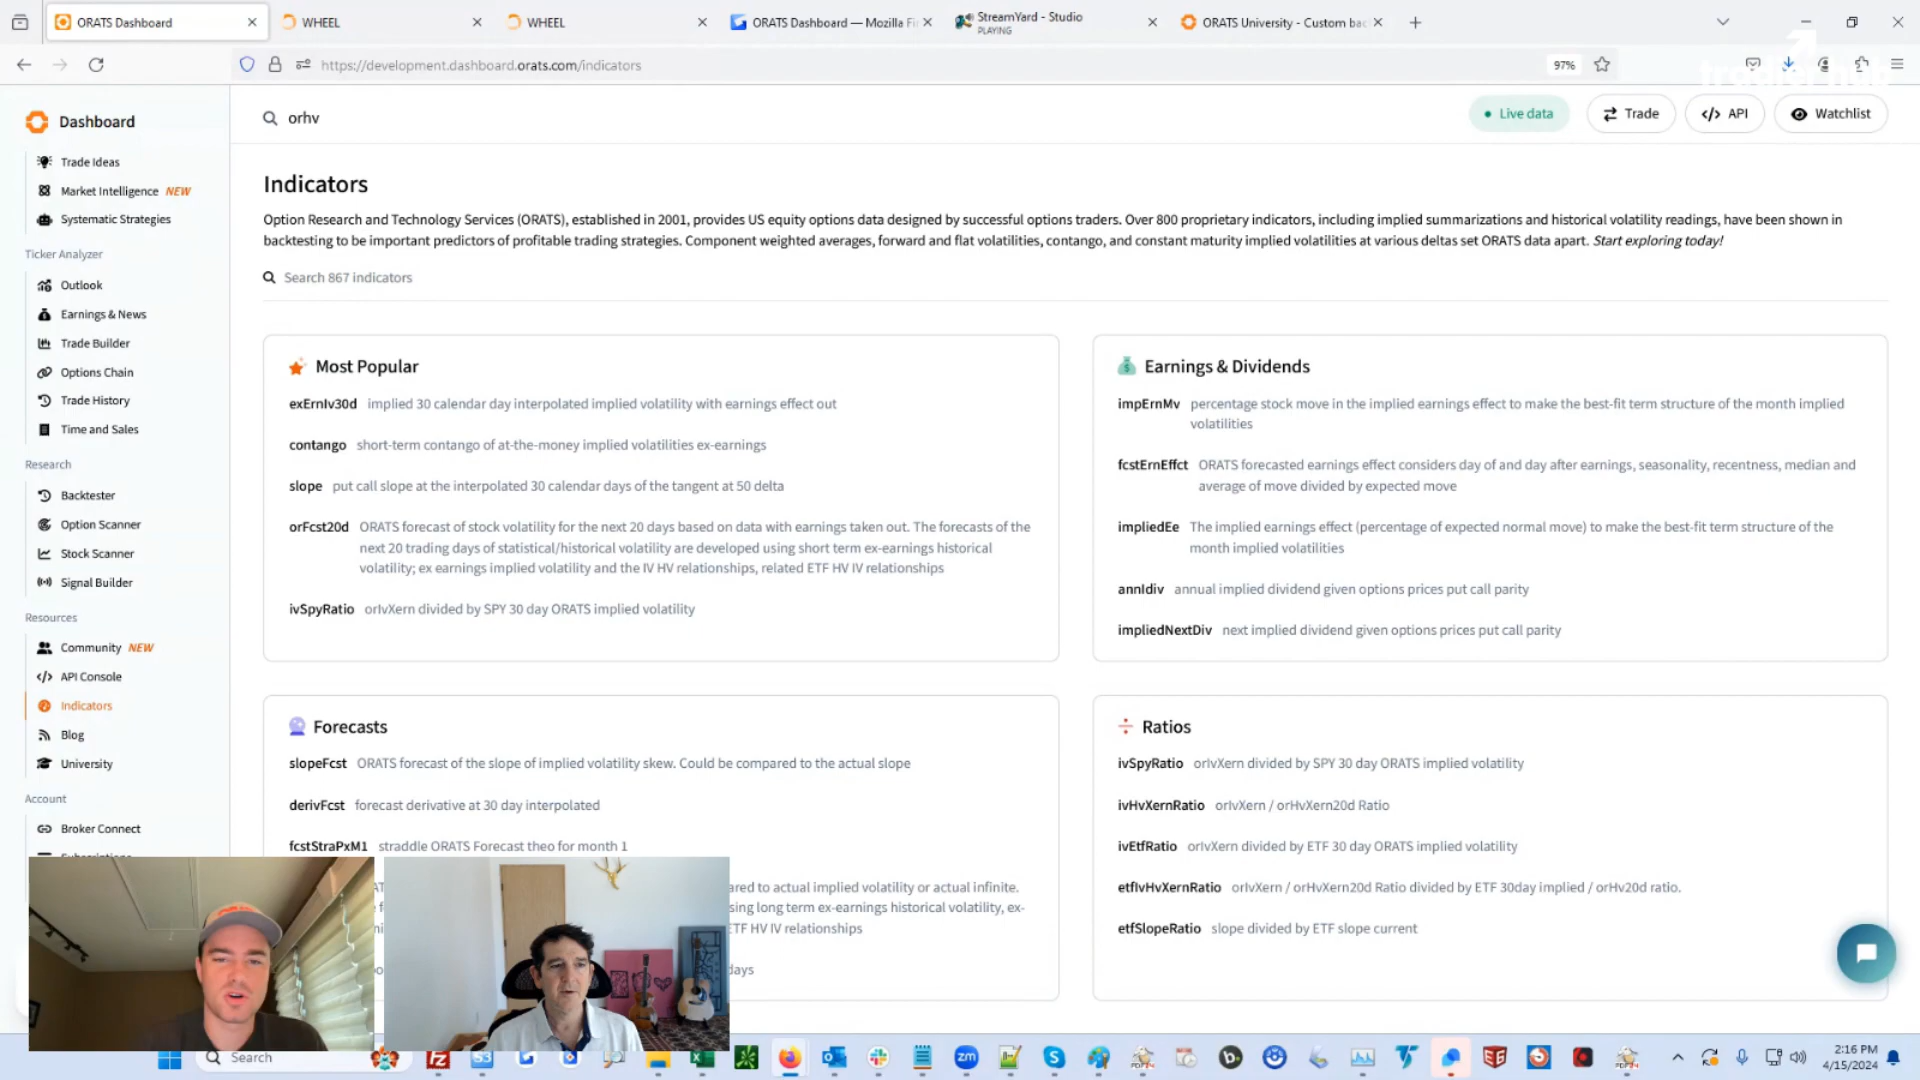 ORATS Dashboard
WHEEL
WHEEL
ORATS Dashboard — Mozilla Fi
StreamYard - Studio
PLAYING
ORATS University - Custom bac
https://development.dashboard.orats.com/indicators
97%
tradier hub
Dashboard
orhv
Live data
Trade
</> API
Watchlist
Trade Ideas
Market Intelligence NEW
Systematic Strategies
Ticker Analyzer
Outlook
Earnings & News
Trade Builder
Options Chain
Trade History
Time and Sales
Research
Backtester
Option Scanner
Stock Scanner
Signal Builder
Resources
Community NEW
</> API Console
Indicators
Blog
University
Account
Broker Connect
Subscriptions
Indicators
Option Research and Technology Services (ORATS), established in 2001, provides US equity options data designed by successful options traders. Over 800 proprietary indicators, including implied summarizations and historical volatility readings, have been shown in
backtesting to be important predictors of profitable trading strategies. Component weighted averages, forward and flat volatilities, contango, and constant maturity implied volatilities at various deltas set ORATS data apart. Start exploring today!
Search 867 indicators
Most Popular
exErnIv30d implied 30 calendar day interpolated implied volatility with earnings effect out
contango short-term contango of at-the-money implied volatilities ex-earnings
slope put call slope at the interpolated 30 calendar days of the tangent at 50 delta
orFcst20d ORATS forecast of stock volatility for the next 20 days based on data with earnings taken out. The forecasts of the
next 20 trading days of statistical/historical volatility are developed using short term ex-earnings historical
volatility; ex earnings implied volatility and the IV HV relationships, related ETF HV IV relationships
ivSpyRatio orIvXern divided by SPY 30 day ORATS implied volatility
Earnings & Dividends
impErnMv percentage stock move in the implied earnings effect to make the best-fit term structure of the month implied
volatilities
fcstErnEffct ORATS forecasted earnings effect considers day of and day after earnings, seasonality, recentness, median and
average of move divided by expected move
impliedEe The implied earnings effect (percentage of expected normal move) to make the best-fit term structure of the
month implied volatilities
annIdiv annual implied dividend given options prices put call parity
impliedNextDiv next implied dividend given options prices put call parity
Forecasts
slopeFcst ORATS forecast of the slope of implied volatility skew. Could be compared to the actual slope
derivFcst forecast derivative at 30 day interpolated
fcstStraPxM1 straddle ORATS Forecast theo for month 1
ared to actual implied volatility or actual infinite.
sing long term ex-earnings historical volatility, ex-
ETF HV IV relationships
days
Ratios
ivSpyRatio orIvXern divided by SPY 30 day ORATS implied volatility
ivHvXernRatio orIvXern / orHvXern20d Ratio
ivEtfRatio orIvXern divided by ETF 30 day ORATS implied volatility
etfIvHvXernRatio orIvXern / orHvXern20d Ratio divided by ETF 30day implied / orHv20d ratio.
etfSlopeRatio slope divided by ETF slope current
Search
2:16 PM
4/15/2024